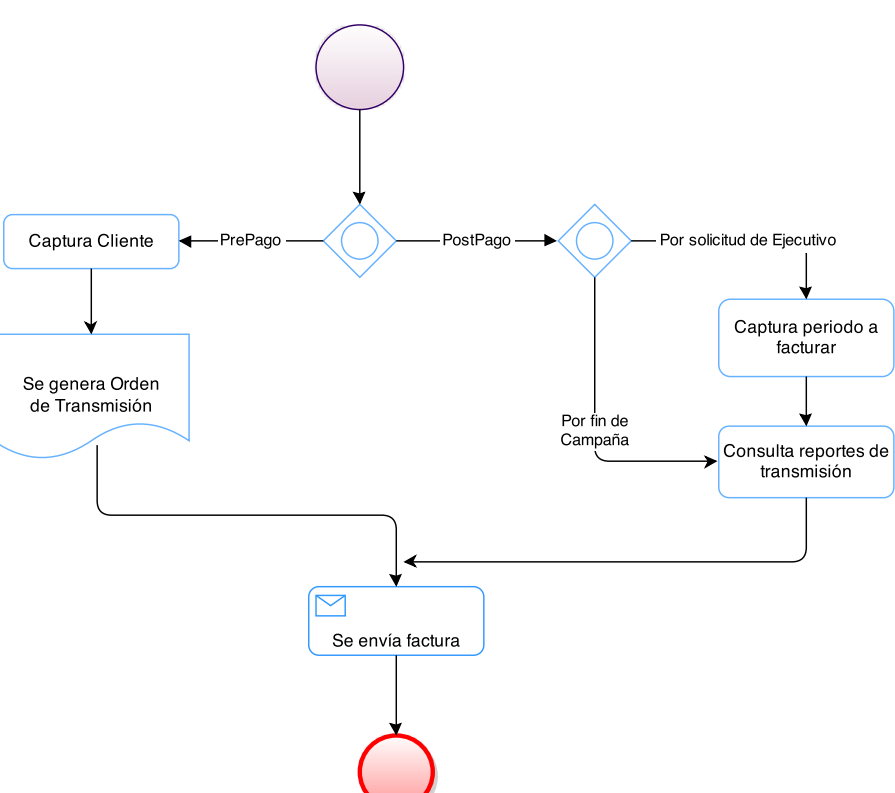 PrePago
PostPago
Por solicitud de Ejecutivo
Captura Cliente
Captura periodo a
facturar
Se genera Orden
de Transmisión
Por fin de
Campaña
Consulta reportes de
transmisión
Se envía factura